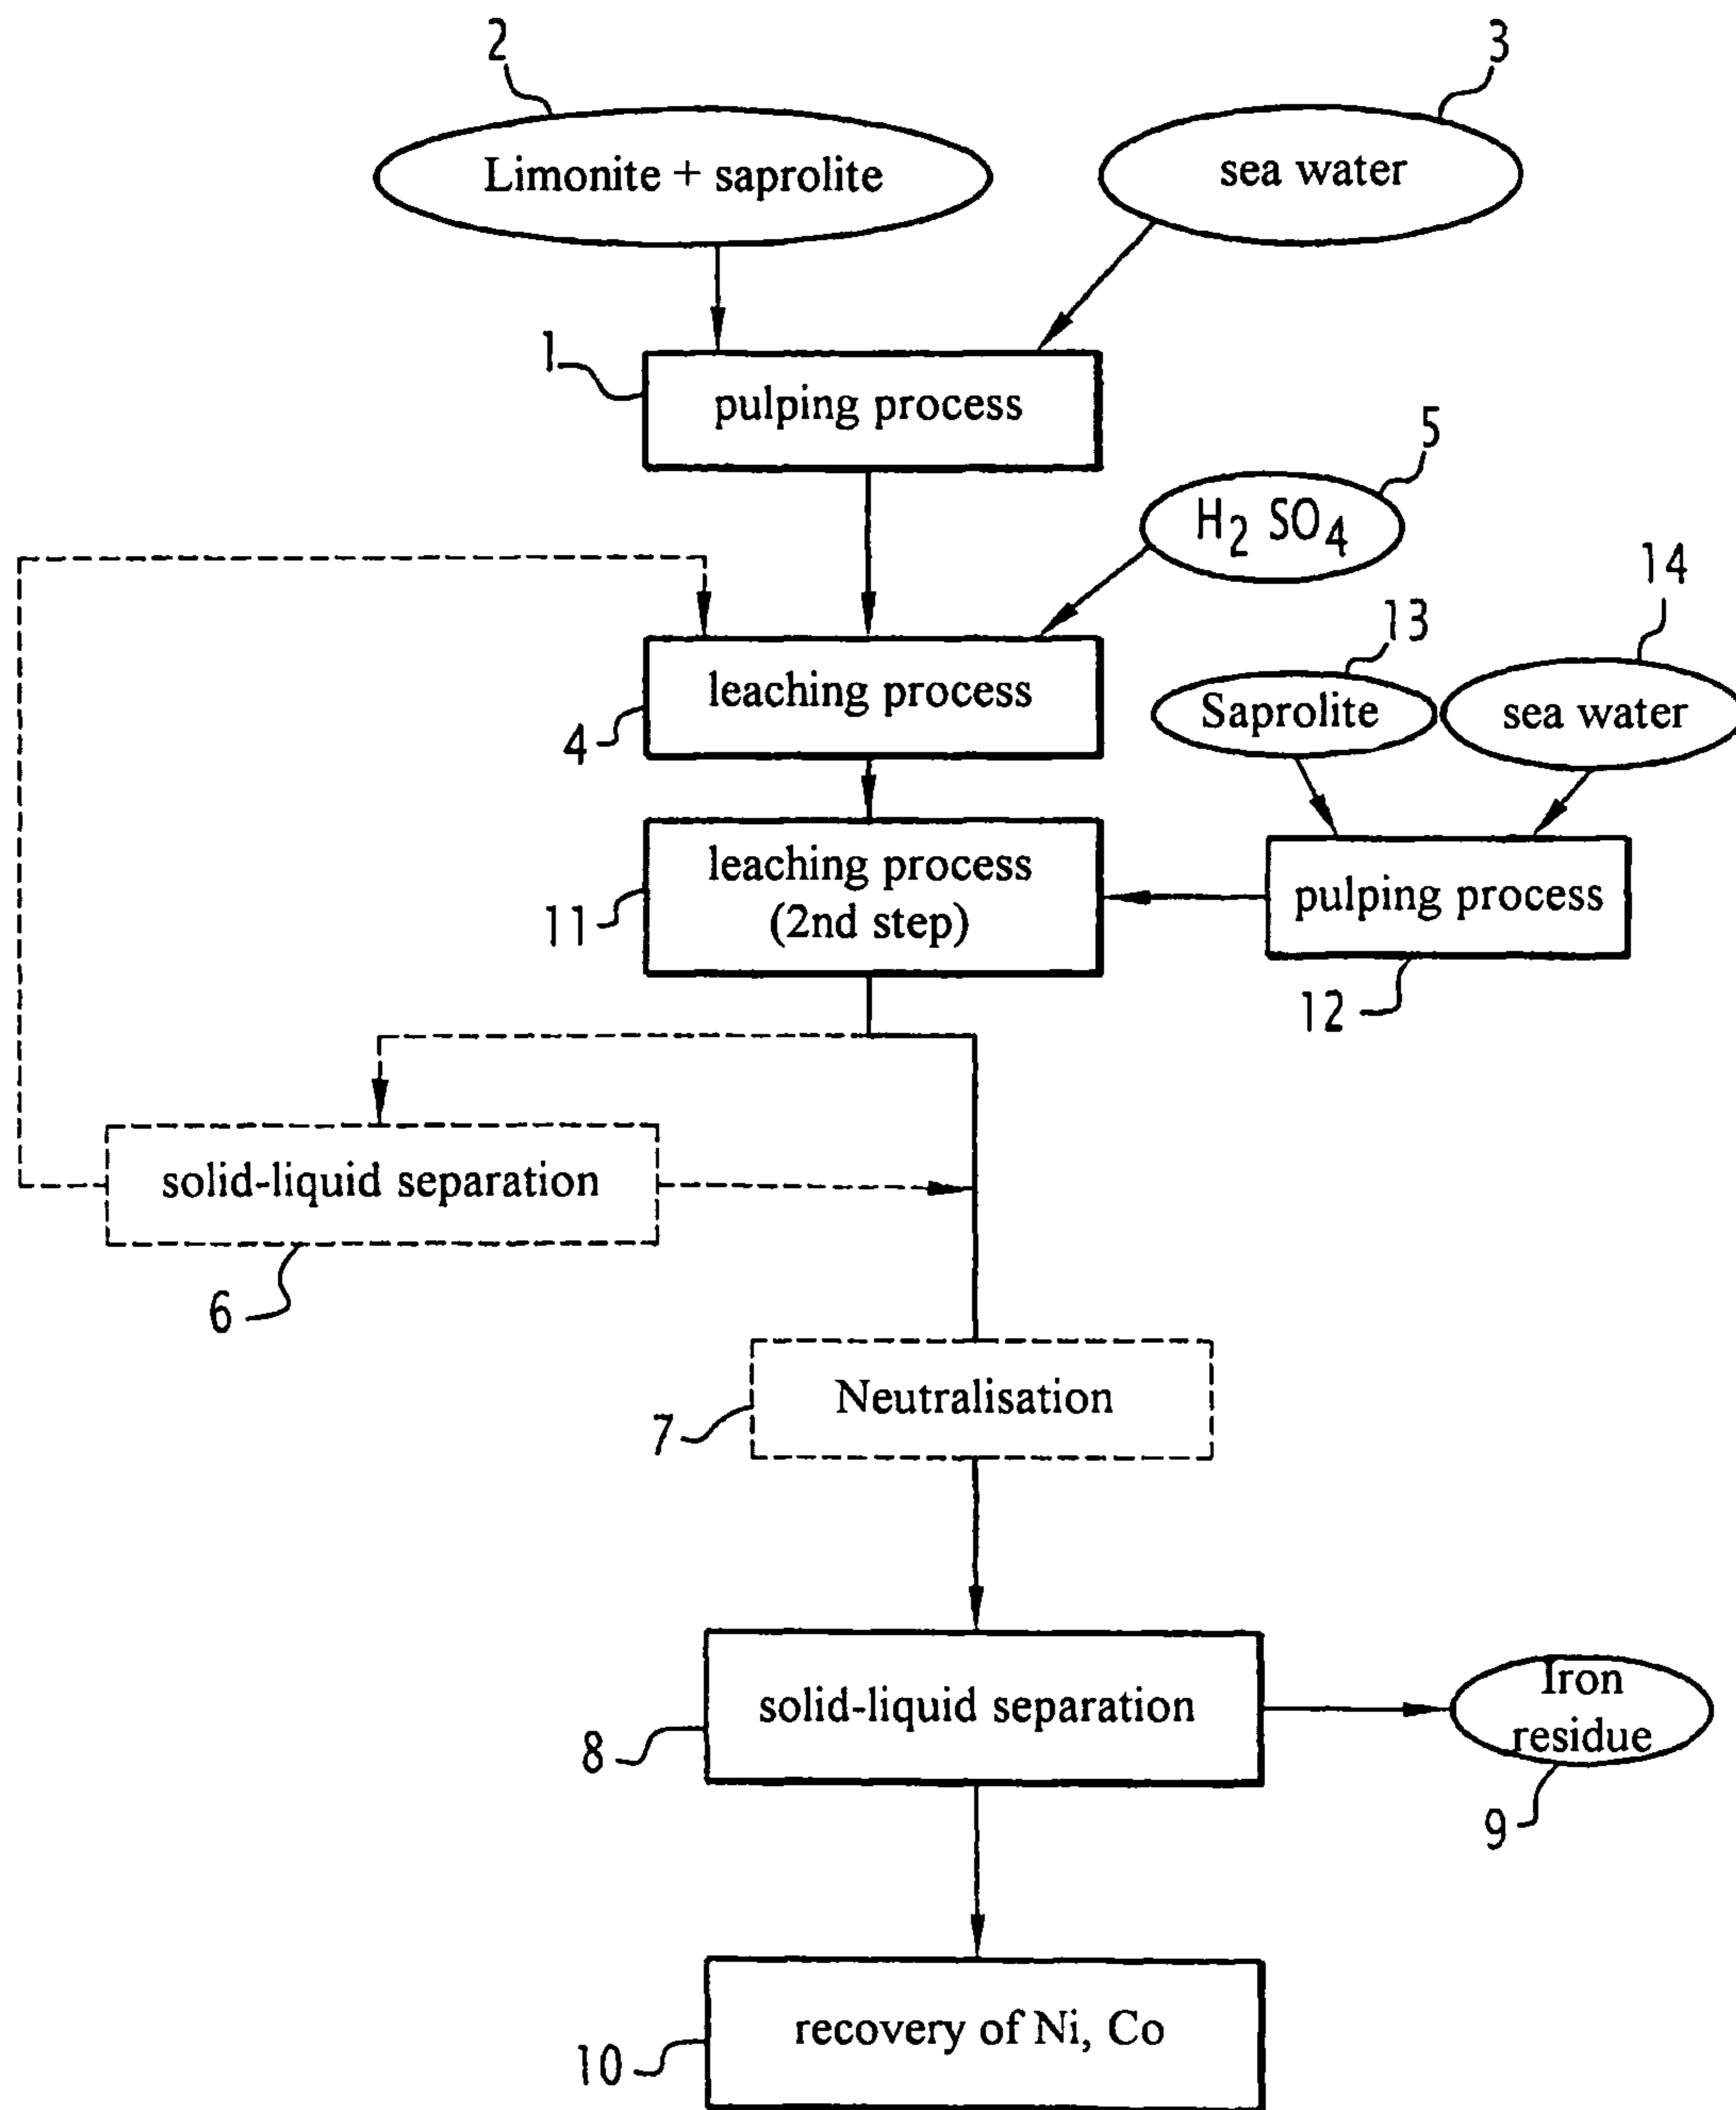 2
3
Limonite + saprolite
sea water
1
pulping process
5
H2 SO4
14
13
leaching process
4
Saprolite
sea water
leaching process
(2nd step)
11
pulping process
12
solid-liquid separation
6
Neutralisation
7
solid-liquid separation
8
Iron
residue
9
recovery of Ni, Co
10